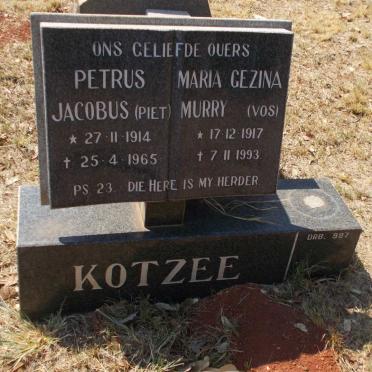 ONS GELIEFDE OUERS
PETRUS
JACOBUS (PIET)
* 27·11·1914
† 25·4·1965
MARIA GEZINA
MURRY (VOS)
* 17·12·1917
† 7·11·1993
PS 23. DIE HERE IS MY HERDER
ORB. 987
KOTZEE